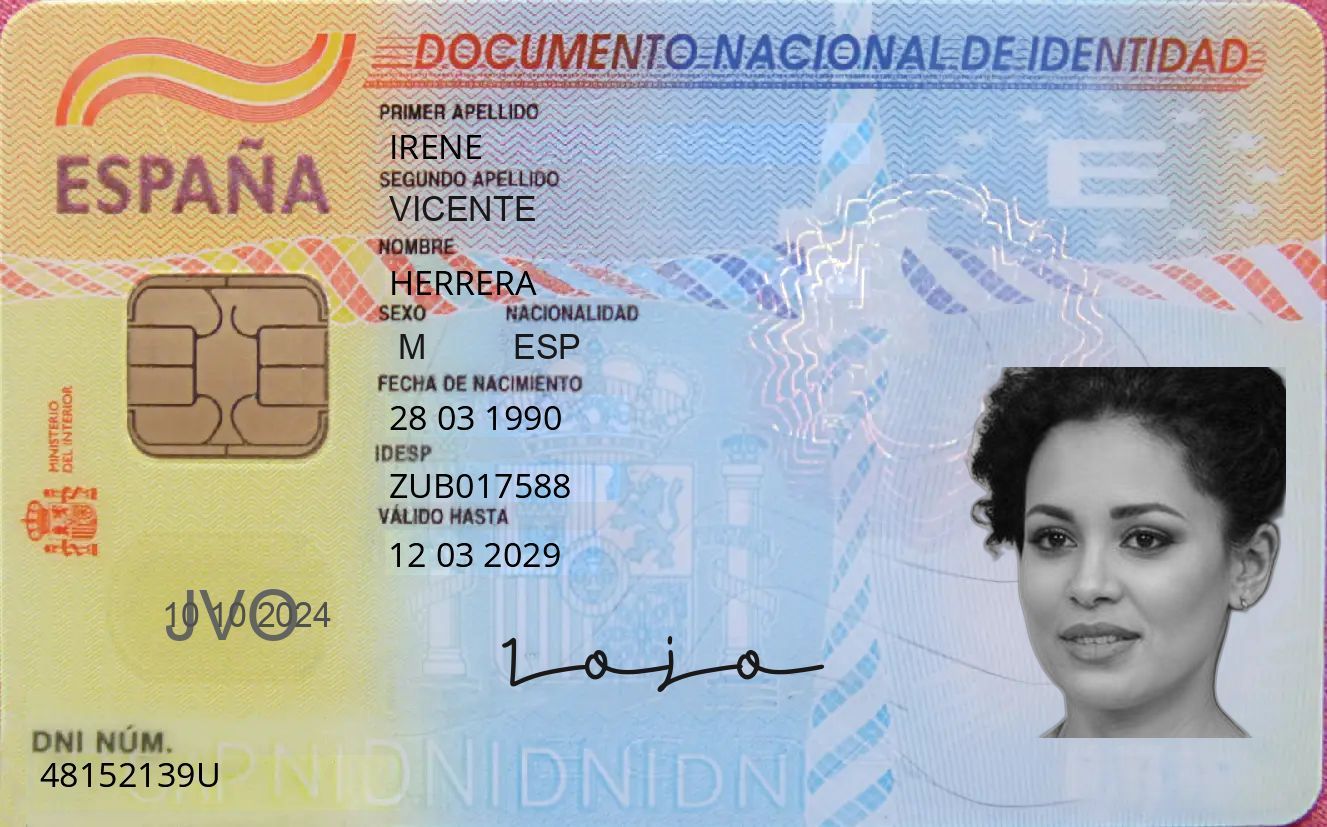 DOCUMENTO NACIONAL DE IDENTIDAD
ESPAÑA
PRIMER APELLIDO
IRENE
SEGUNDO APELLIDO
VICENTE
NOMBRE
HERRERA
SEXO NACIONALIDAD
M ESP
FECHA DE NACIMIENTO
28 03 1990
IDESP
ZUB017588
VÁLIDO HASTA
12 03 2029
MINISTERIO
DEL INTERIOR
E
10 10 2024
JVO
DNI NÚM.
48152139U
DNIDNIDNIDN